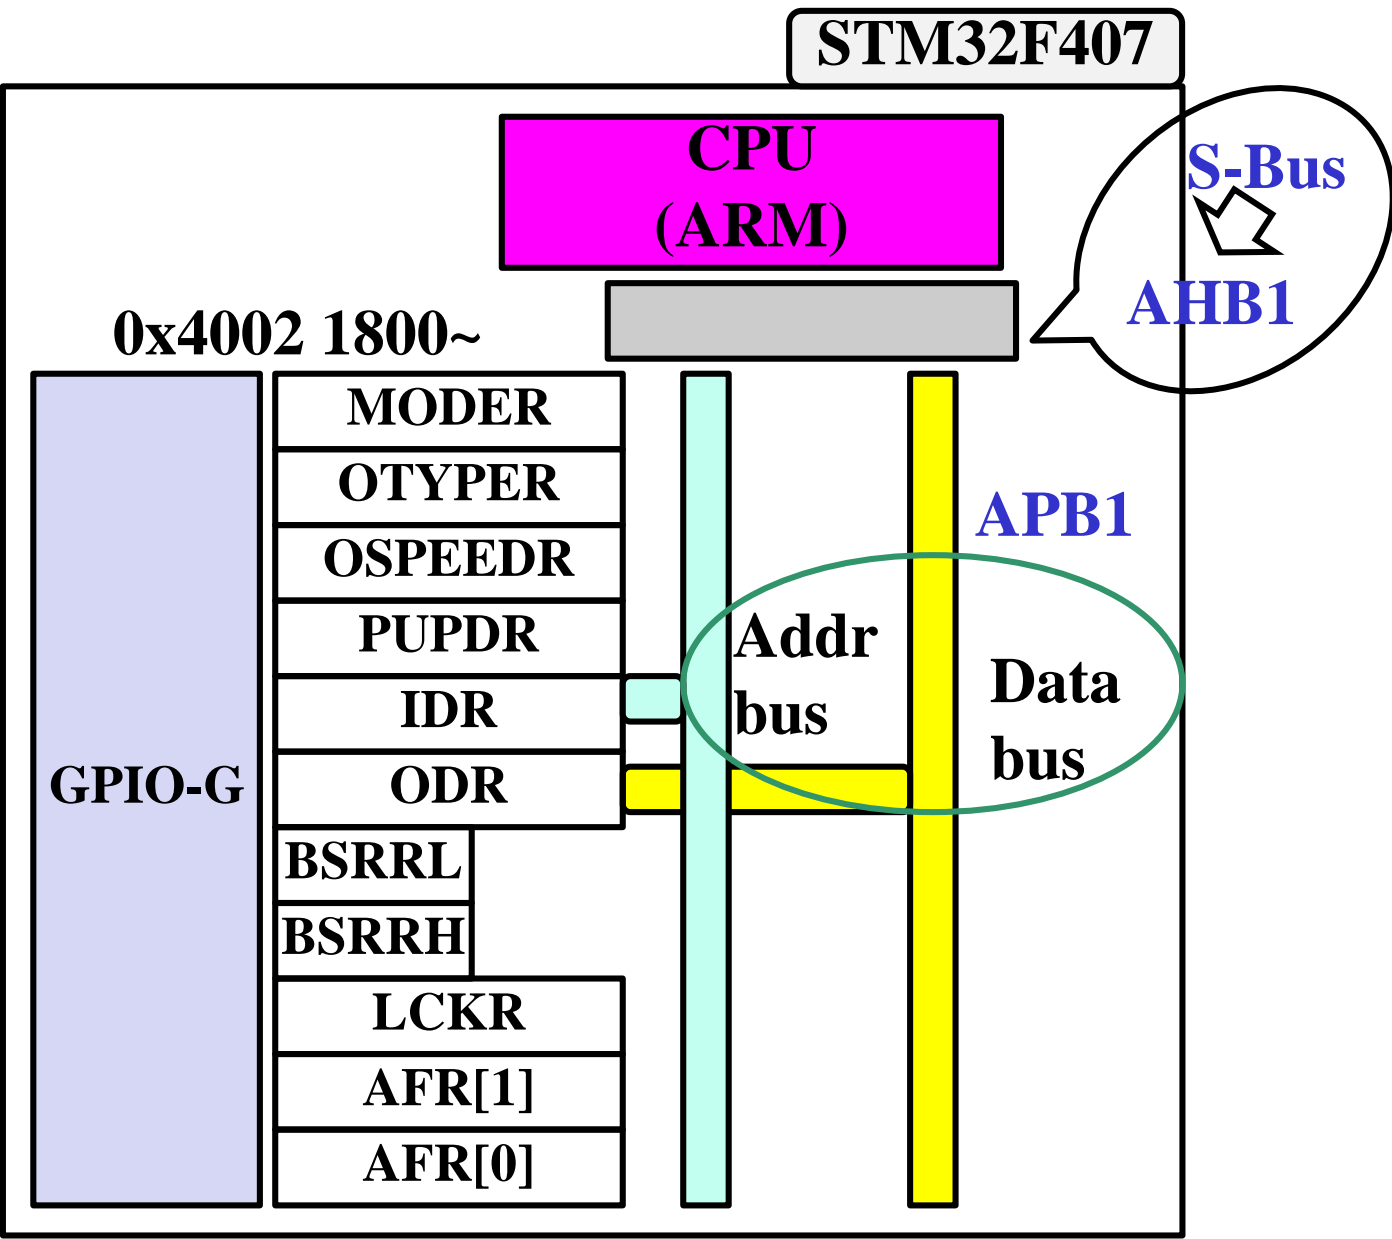 STM32F407
CPU
(ARM)
S-Bus
AHB1
0x4002 1800~
MODER
OTYPER
OSPEEDR
PUPDR
IDR
ODR
BSRRL
BSRRH
LCKR
AFR[1]
AFR[0]
GPIO-G
APB1
Addr
bus
Data
bus